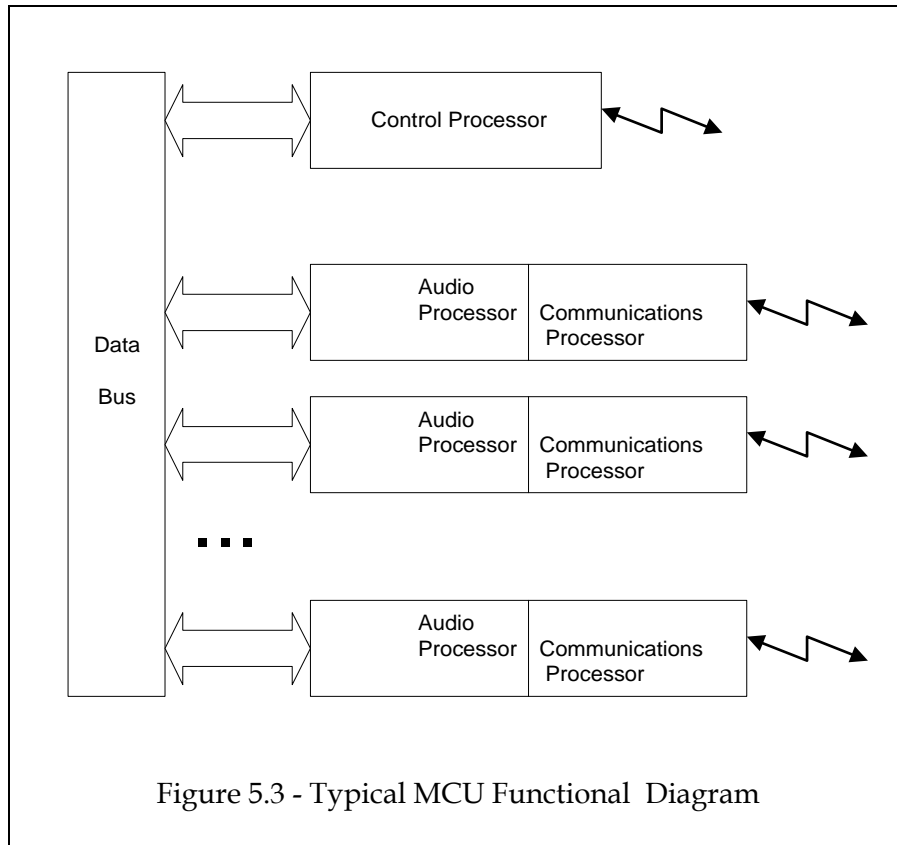 Control Processor
Audio
Processor
Communications
Processor
Data
Bus
Audio
Processor
Communications
Processor
...
Audio
Processor
Communications
Processor
Figure 5.3 - Typical MCU Functional Diagram